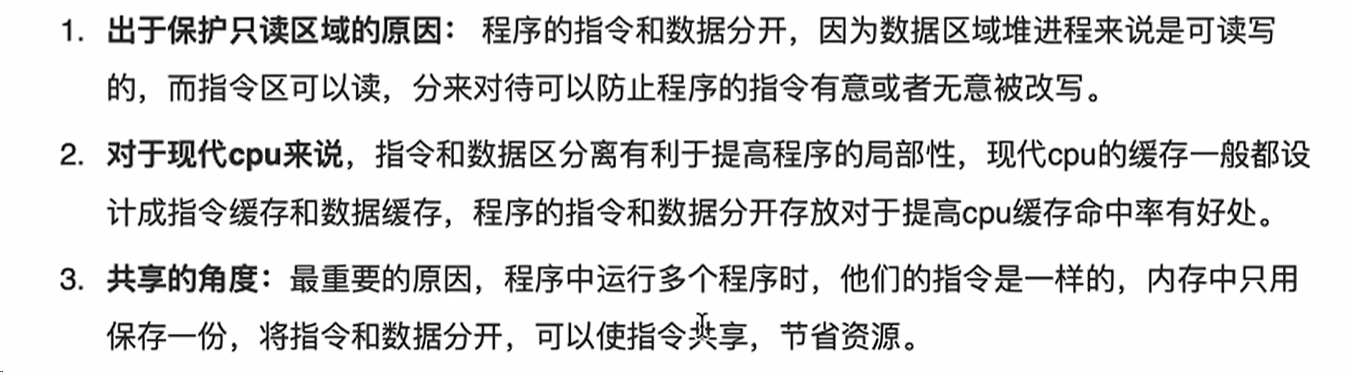 1. 出于保护只读区域的原因： 程序的指令和数据分开，因为数据区域堆进程来说是可读写
的，而指令区可以读，分来对待可以防止程序的指令有意或者无意被改写。
2. 对于现代cpu来说，指令和数据区分离有利于提高程序的局部性，现代cpu的缓存一般都设
计成指令缓存和数据缓存，程序的指令和数据分开存放对于提高cpu缓存命中率有好处。
3. 共享的角度：最重要的原因，程序中运行多个程序时，他们的指令是一样的，内存中只用
保存一份，将指令和数据分开，可以使指令共享，节省资源。